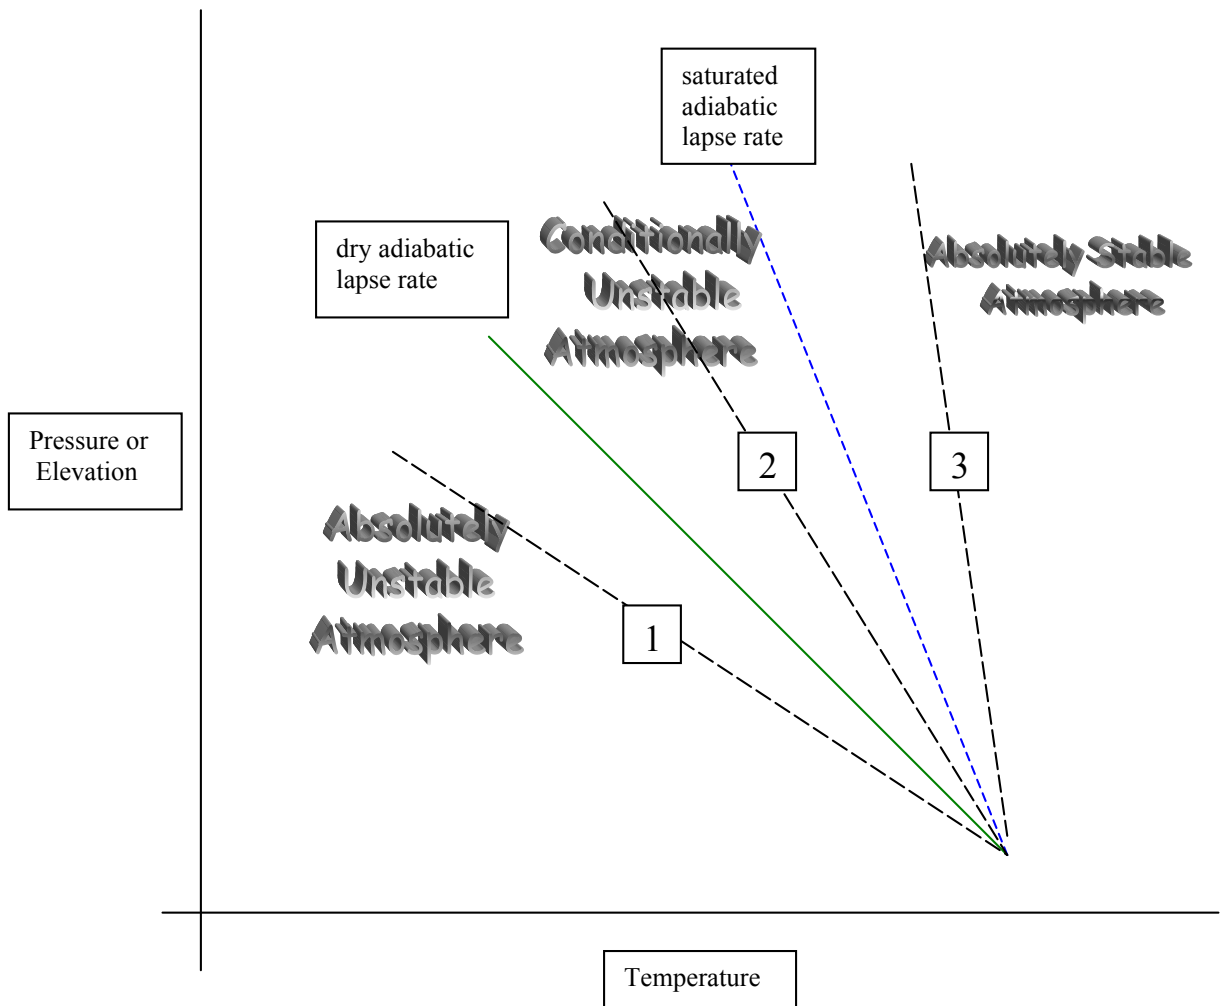 saturated
adiabatic
lapse rate
Conditionally
Unstable
Atmosphere
dry adiabatic
lapse rate
Absolutely Stable
Atmosphere
Pressure or
Elevation
2
3
Absolutely
Unstable
Atmosphere
1
Temperature